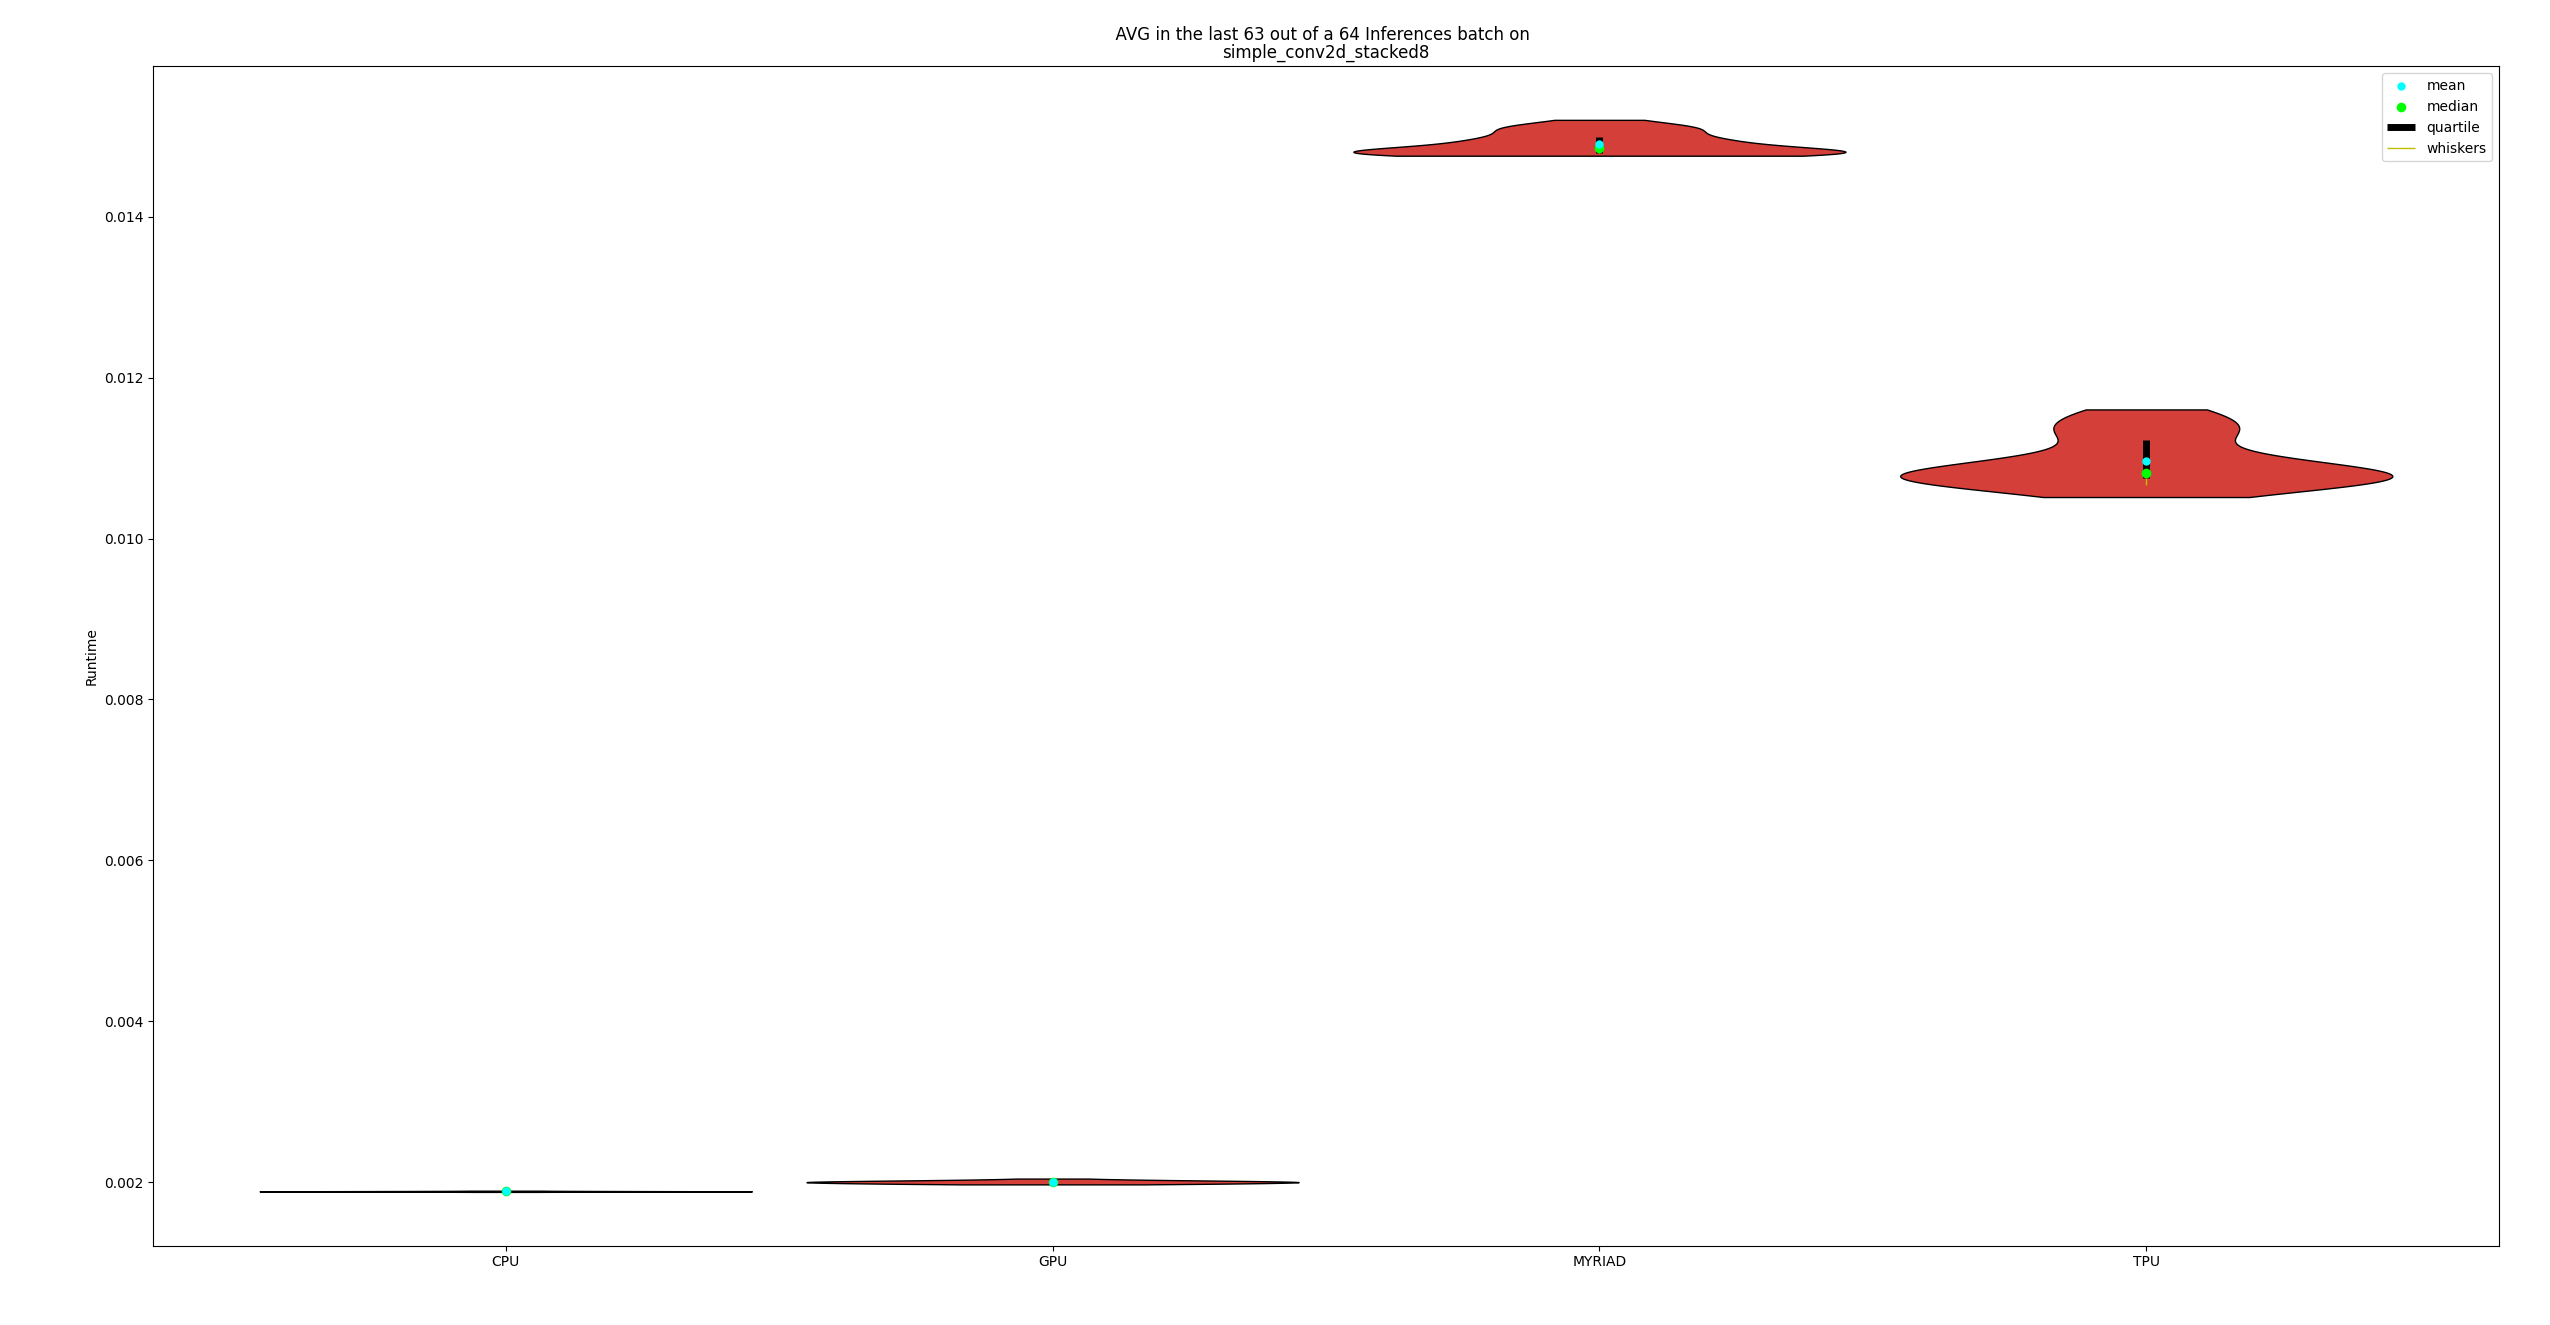 AVG in the last 63 out of a 64 Inferences batch on
simple_conv2d_stacked8
mean
median
quartile
whiskers
0.014
0.012
0.010
0.008
0.006
0.004
0.002
Runtime
CPU
GPU
MYRIAD
TPU